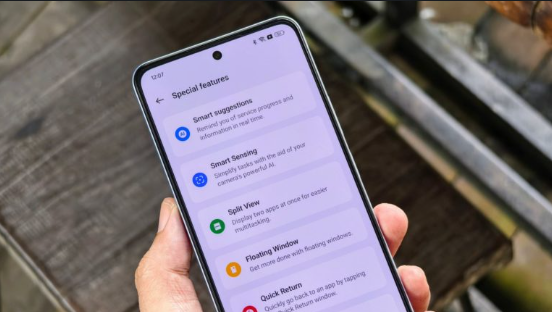 12:07
Special features
Smart suggestions
Remind you of service progress and
information in real time.
Smart Sensing
Simplify tasks with the aid of your
camera's powerful AI.
Split View
Display two apps at once for easier
multitasking.
Floating Window
Get more done with floating windows.
Quick Return
Quickly go back to an app by tapping
Quick Return window.